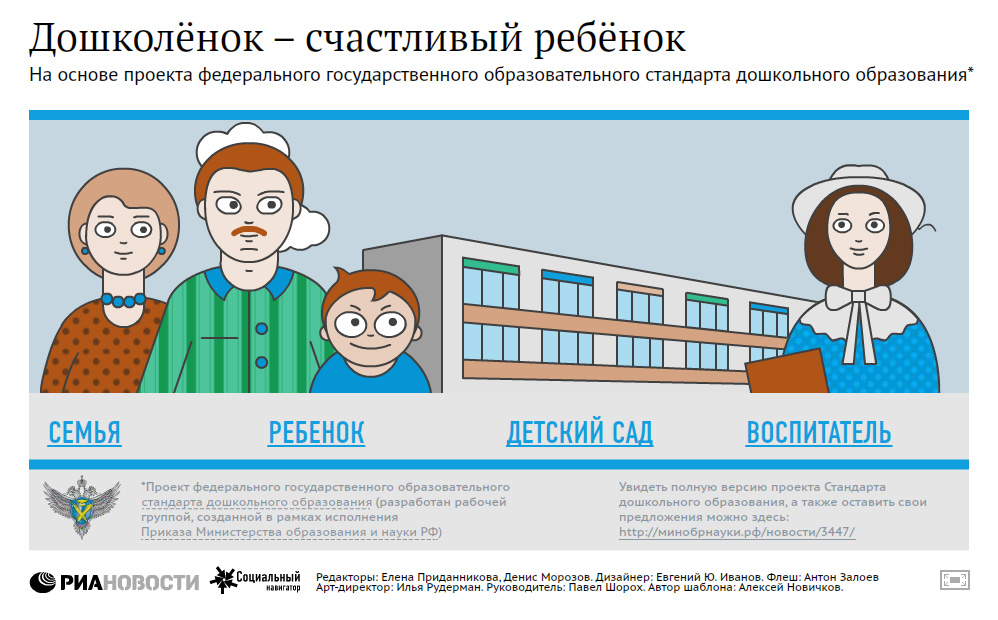 Дошколёнок – счастливый ребёнок
На основе проекта федерального государственного образовательного стандарта дошкольного образования*
СЕМЬЯ
РЕБЕНОК
ДЕТСКИЙ САД
ВОСПИТАТЕЛЬ
*Проект федерального государственного образовательного
стандарта дошкольного образования (разработан рабочей
группой, созданной в рамках исполнения
Приказа Министерства образования и науки РФ)
Увидеть полную версию проекта Стандарта
дошкольного образования, а также оставить свои
предложения можно здесь:
http://минобрнауки.рф/новости/3447/
РИАНОВОСТИ
Социальный
навигатор
Редакторы: Елена Приданникова, Денис Морозов. Дизайнер: Евгений Ю. Иванов. Флеш: Антон Залоев
Арт-директор: Илья Рудерман. Руководитель: Павел Шорох. Автор шаблона: Алексей Новичков.